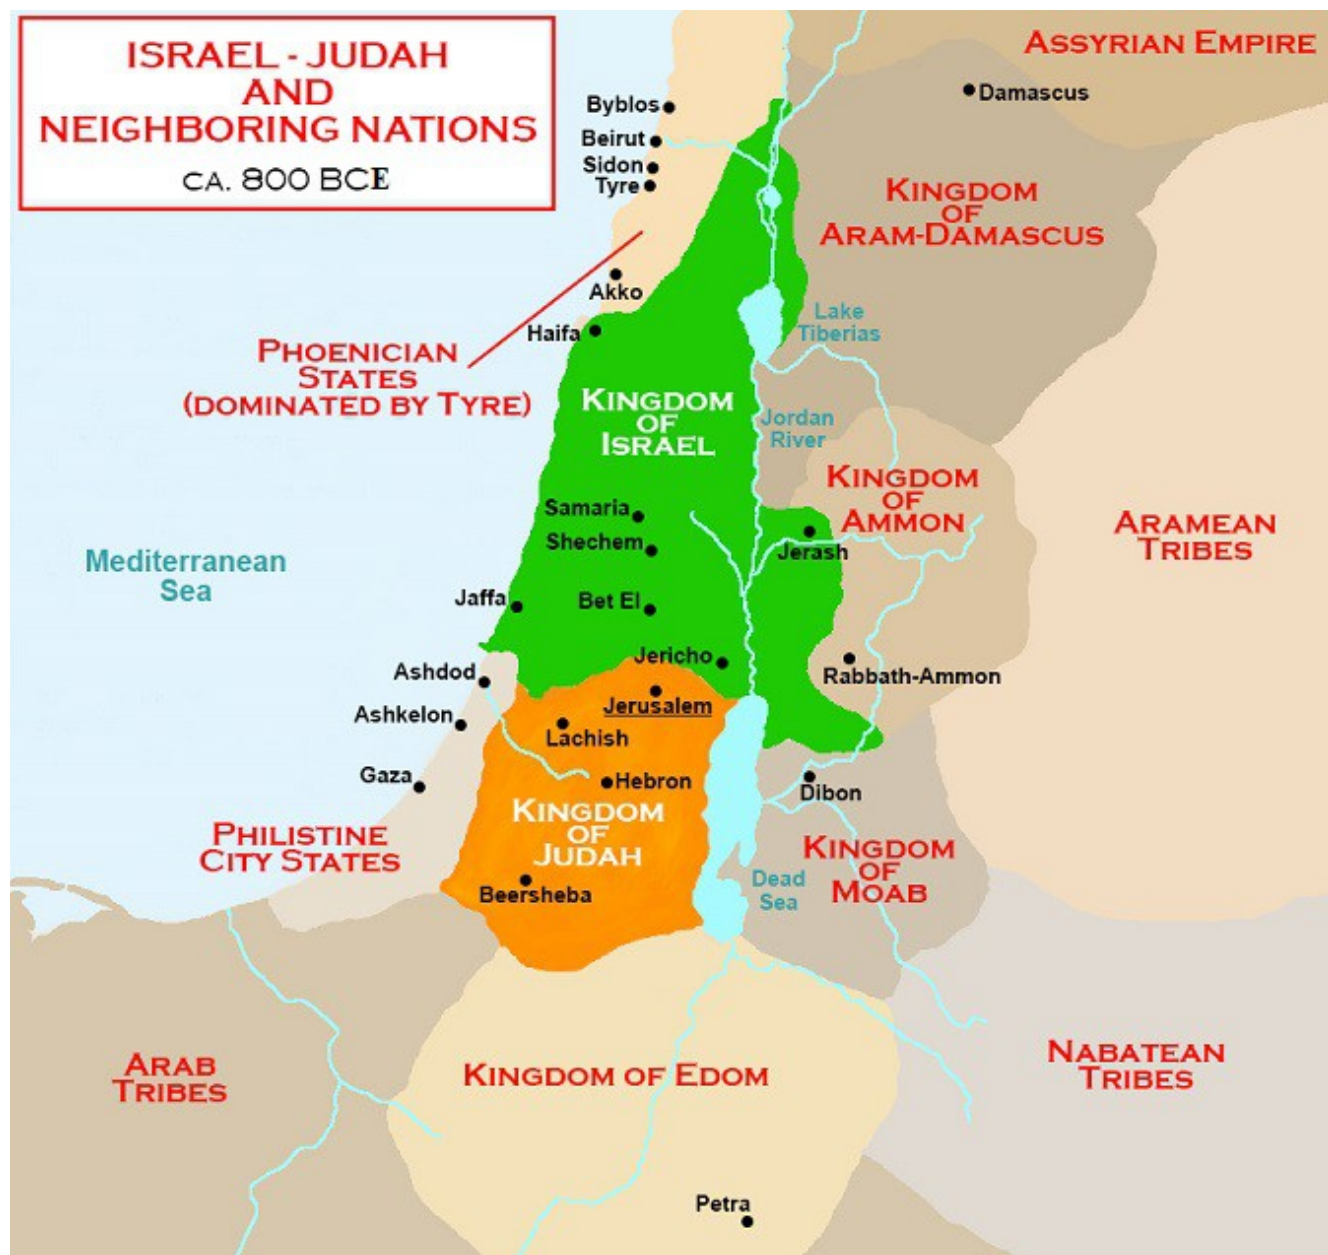 ISRAEL - JUDAH
AND
NEIGHBORING NATIONS
CA. 800 BCE
ASSYRIAN EMPIRE
Damascus
Byblos
Beirut
Sidon
Tyre
KINGDOM
OF
ARAM-DAMASCUS
Akko
Haifa
Lake
Tiberias
PHOENICIAN
STATES
(DOMINATED BY TYRE)
KINGDOM
OF
ISRAEL
Jordan
River
KINGDOM
OF
AMMON
ARAMEAN
TRIBES
Samaria
Shechem
Jerash
Mediterranean
Sea
Jaffa
Bet El
Jericho
Rabbath-Ammon
Ashdod
Ashkelon
Gaza
Jerusalem
Lachish
Hebron
Dibon
KINGDOM
OF
JUDAH
PHILISTINE
CITY STATES
Beersheba
Dead
Sea
KINGDOM
OF
MOAB
ARAB
TRIBES
KINGDOM OF EDOM
NABATEAN
TRIBES
Petra